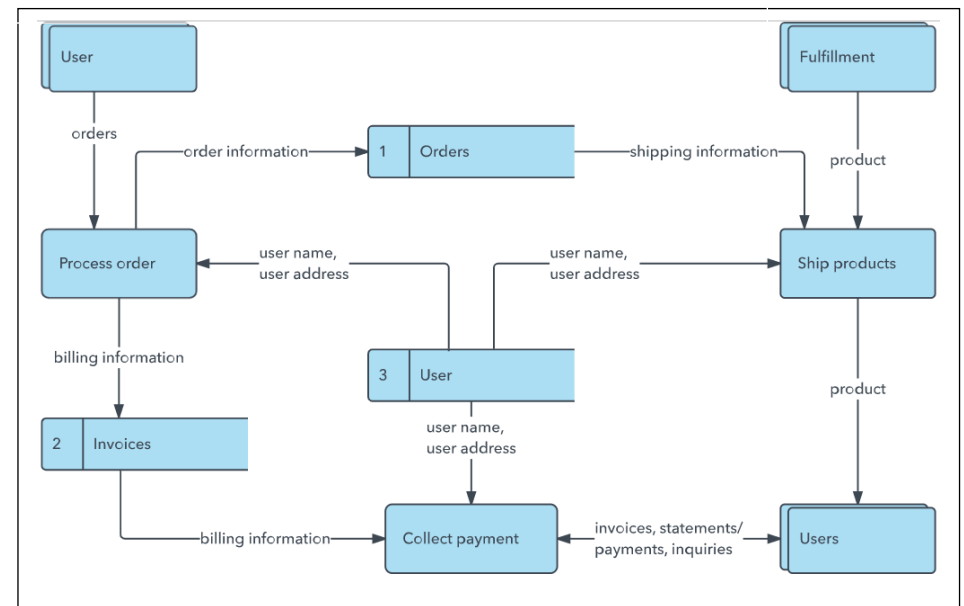 User
Fulfillment
orders
order information
1
Orders
shipping information
product
Process order
user name,
user address
user name,
user address
Ship products
billing information
3
User
product
user name,
user address
2
Invoices
billing information
Collect payment
invoices, statements/
payments, inquiries
Users